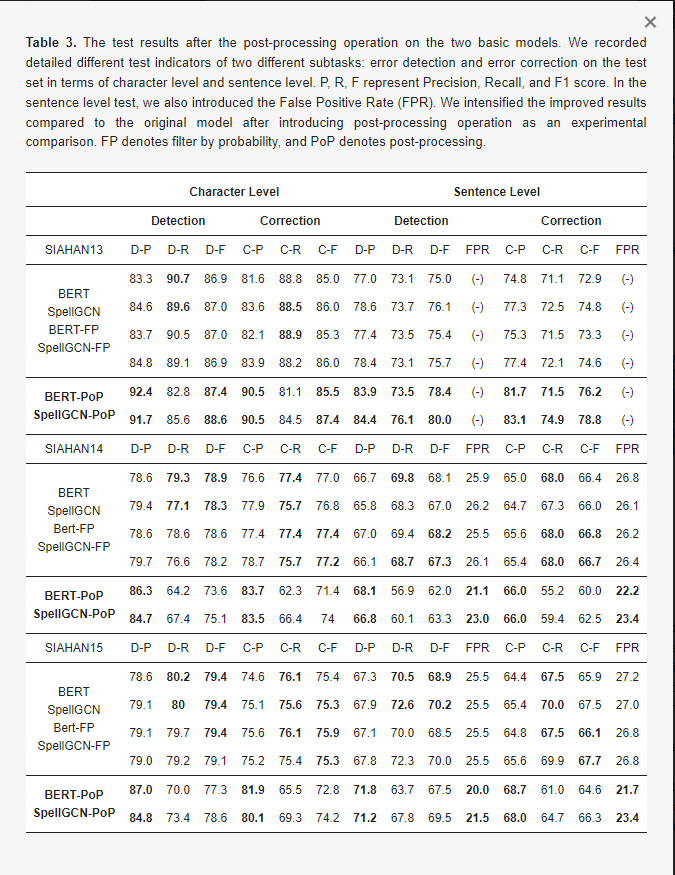 ×
Table 3. The test results after the post-processing operation on the two basic models. We recorded
detailed different test indicators of two different subtasks: error detection and error correction on the test
set in terms of character level and sentence level. P, R, F represent Precision, Recall, and F1 score. In the
sentence level test, we also introduced the False Positive Rate (FPR). We intensified the improved results
compared to the original model after introducing post-processing operation as an experimental
comparison. FP denotes filter by probability, and PoP denotes post-processing.
Character Level Sentence Level
Detection Correction Detection Correction
SIAHAN13 D-P D-R D-F C-P C-R C-F D-P D-R D-F FPR C-P C-R C-F FPR
BERT 83.3 90.7 86.9 81.6 88.8 85.0 77.0 73.1 75.0 (-) 74.8 71.1 72.9 (-)
SpellGCN 84.6 89.6 87.0 83.6 88.5 86.0 78.6 73.7 76.1 (-) 77.3 72.5 74.8 (-)
BERT-FP 83.7 90.5 87.0 82.1 88.9 85.3 77.4 73.5 75.4 (-) 75.3 71.5 73.3 (-)
SpellGCN-FP 84.8 89.1 86.9 83.9 88.2 86.0 78.4 73.1 75.7 (-) 77.4 72.1 74.6 (-)
BERT-PoP 92.4 82.8 87.4 90.5 81.1 85.5 83.9 73.5 78.4 (-) 81.7 71.5 76.2 (-)
SpellGCN-PoP 91.7 85.6 88.6 90.5 84.5 87.4 84.4 76.1 80.0 (-) 83.1 74.9 78.8 (-)
SIAHAN14 D-P D-R D-F C-P C-R C-F D-P D-R D-F FPR C-P C-R C-F FPR
BERT 78.6 79.3 78.9 76.6 77.4 77.0 66.7 69.8 68.1 25.9 65.0 68.0 66.4 26.8
SpellGCN 79.4 77.1 78.3 77.9 75.7 76.8 65.8 68.3 67.0 26.2 64.7 67.3 66.0 26.1
Bert-FP 78.6 78.6 78.6 77.4 77.4 77.4 67.0 69.4 68.2 25.5 65.6 68.0 66.8 26.2
SpellGCN-FP 79.7 76.6 78.2 78.7 75.7 77.2 66.1 68.7 67.3 26.1 65.4 68.0 66.7 26.4
BERT-PoP 86.3 64.2 73.6 83.7 62.3 71.4 68.1 56.9 62.0 21.1 66.0 55.2 60.0 22.2
SpellGCN-PoP 84.7 67.4 75.1 83.5 66.4 74 66.8 60.1 63.3 23.0 66.0 59.4 62.5 23.4
SIAHAN15 D-P D-R D-F C-P C-R C-F D-P D-R D-F FPR C-P C-R C-F FPR
BERT 78.6 80.2 79.4 74.6 76.1 75.4 67.3 70.5 68.9 25.5 64.4 67.5 65.9 27.2
SpellGCN 79.1 80 79.4 75.1 75.6 75.3 67.9 72.6 70.2 25.5 65.4 70.0 67.5 27.0
Bert-FP 79.1 79.7 79.4 75.6 76.1 75.9 67.1 70.0 68.5 25.5 64.8 67.5 66.1 26.8
SpellGCN-FP 79.0 79.2 79.1 75.2 75.4 75.3 67.8 72.3 70.0 25.5 65.6 69.9 67.7 26.8
BERT-PoP 87.0 70.0 77.3 81.9 65.5 72.8 71.8 63.7 67.5 20.0 68.7 61.0 64.6 21.7
SpellGCN-PoP 84.8 73.4 78.6 80.1 69.3 74.2 71.2 67.8 69.5 21.5 68.0 64.7 66.3 23.4